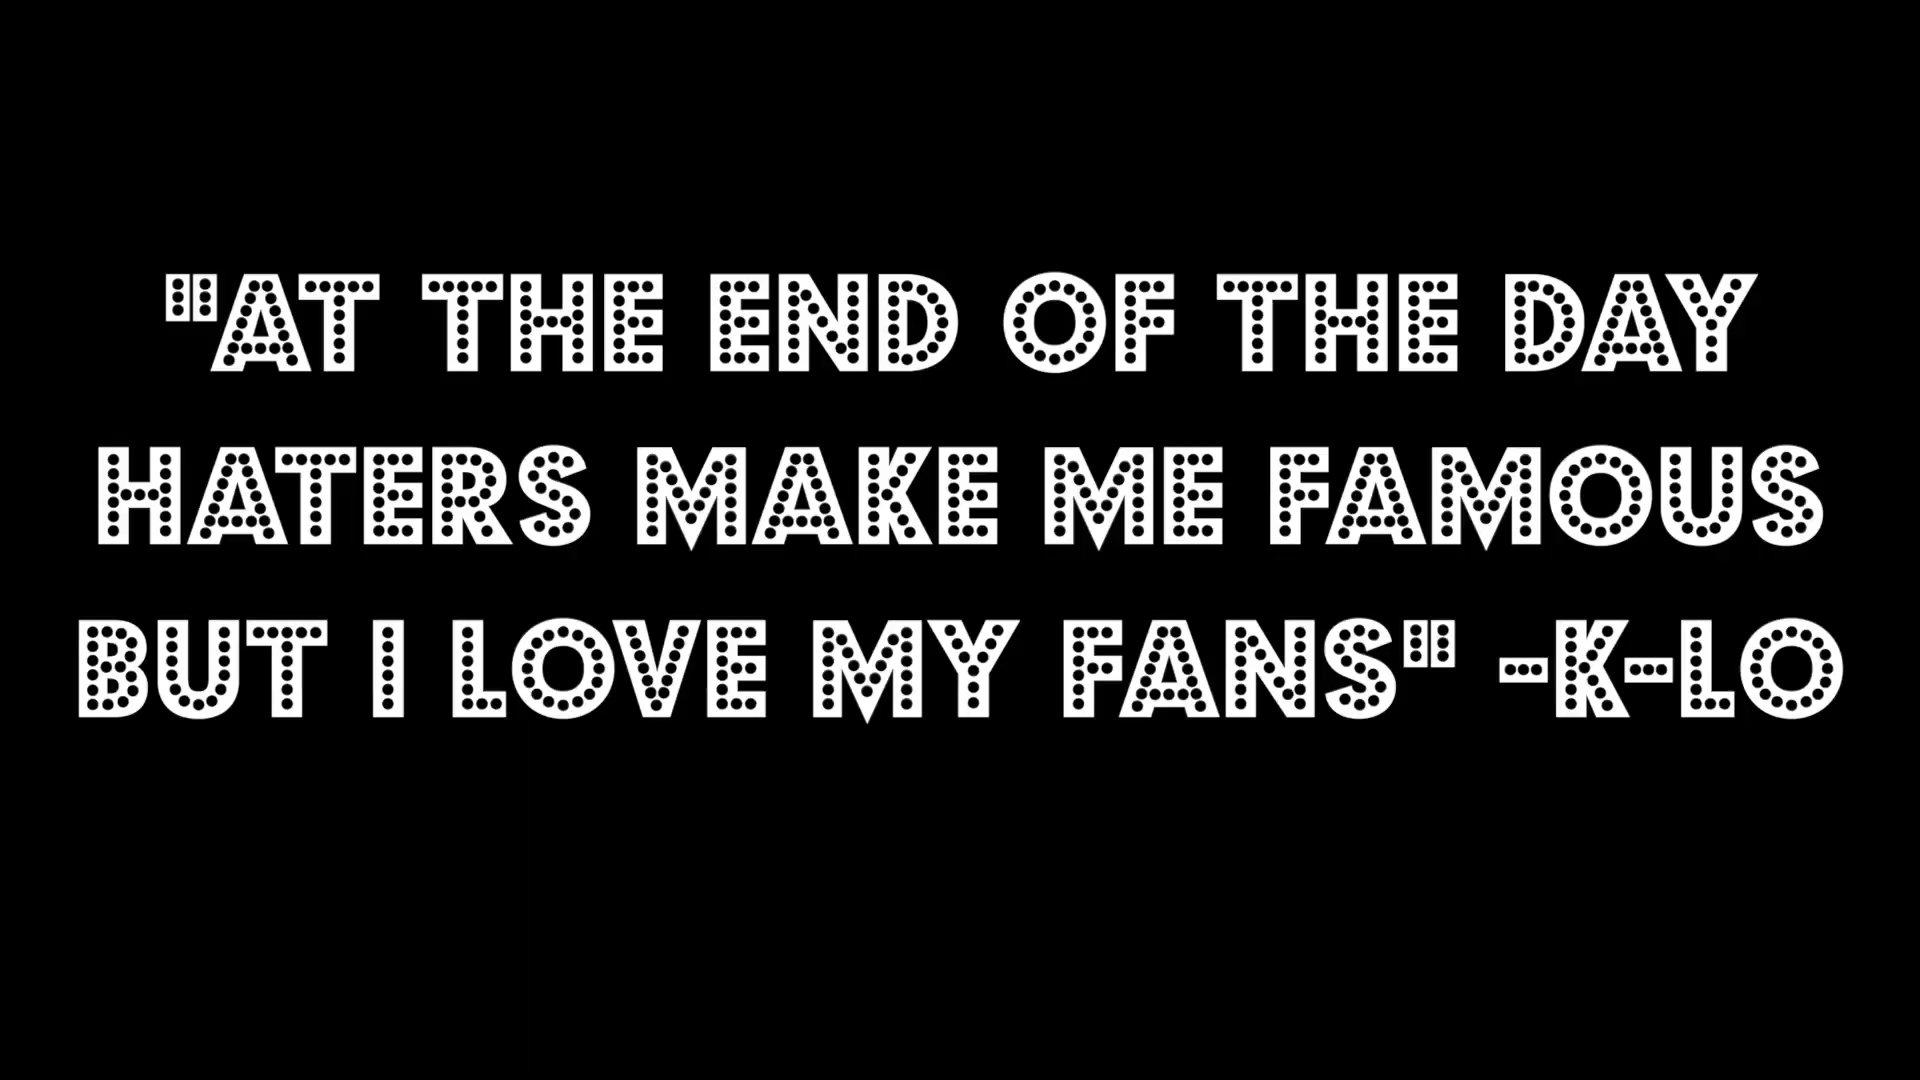 "AT THE END OF THE DAY
HATERS MAKE ME FAMOUS
BUT I LOVE MY FANS" -K-LO